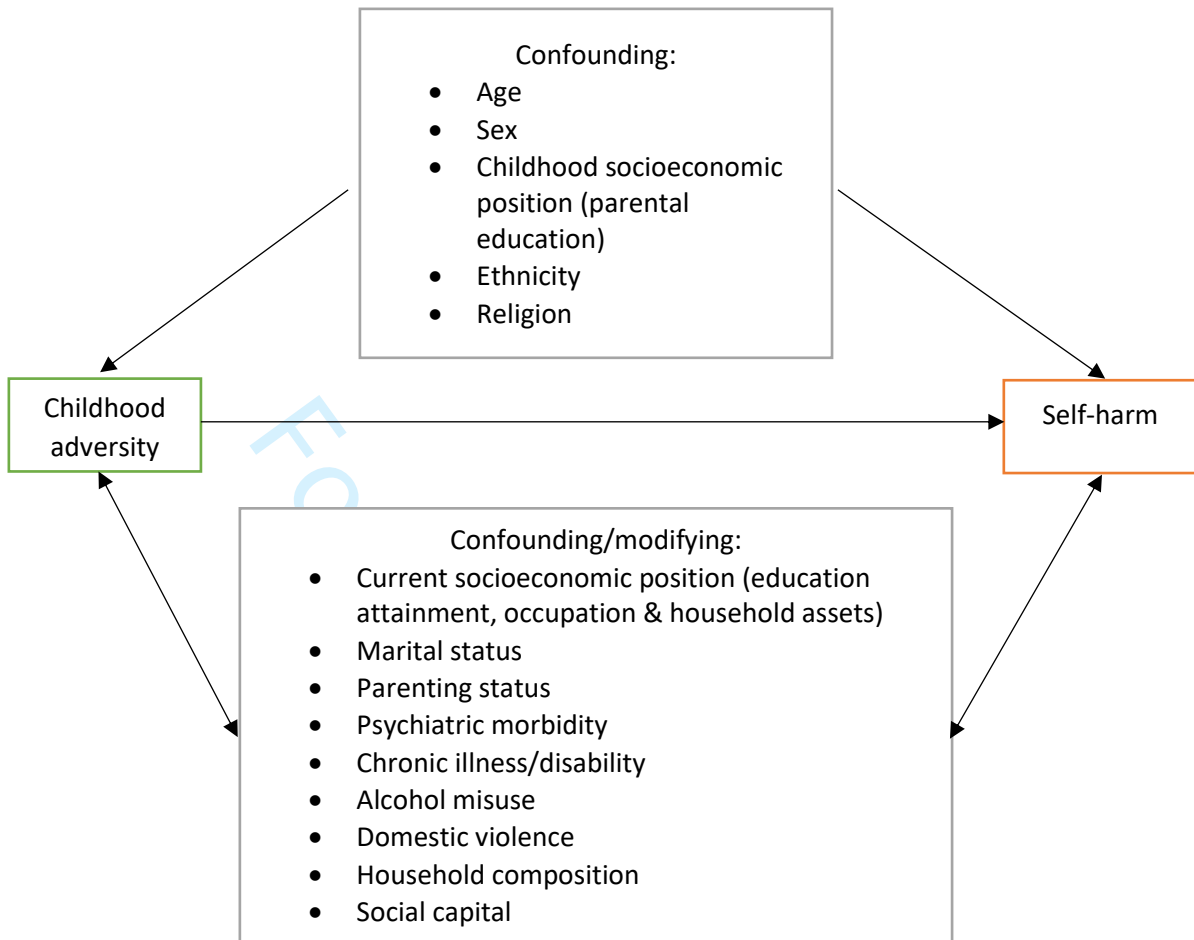 Confounding:
• Age
• Sex
• Childhood socioeconomic
position (parental
education)
• Ethnicity
• Religion
Childhood
adversity
Self-harm
Fo
Confounding/modifying:
• Current socioeconomic position (education
attainment, occupation & household assets)
• Marital status
• Parenting status
• Psychiatric morbidity
• Chronic illness/disability
• Alcohol misuse
• Domestic violence
• Household composition
• Social capital